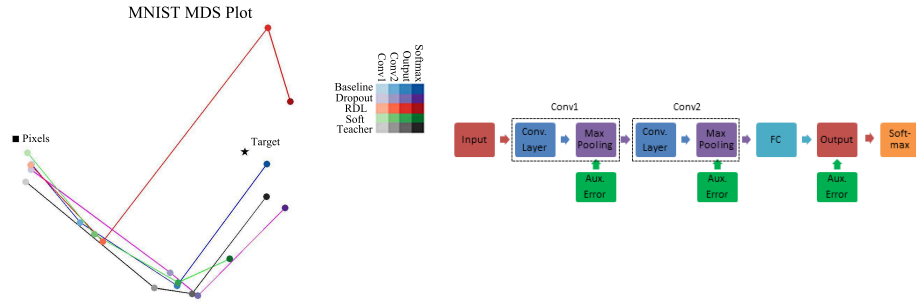 MNIST MDS Plot
Pixels
Target
Conv1
Conv2
Output
Softmax
Baseline
Dropout
RDL
Soft
Teacher
Conv1
Conv2
Input
Conv.
Layer
Max
Pooling
Conv.
Layer
Max
Pooling
FC
Output
Soft-
max
Aux.
Error
Aux.
Error
Aux.
Error